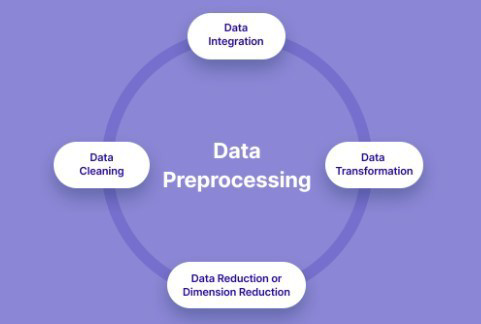 Data
Integration
Data
Cleaning
Data
Preprocessing
Data
Transformation
Data Reduction or
Dimension Reduction